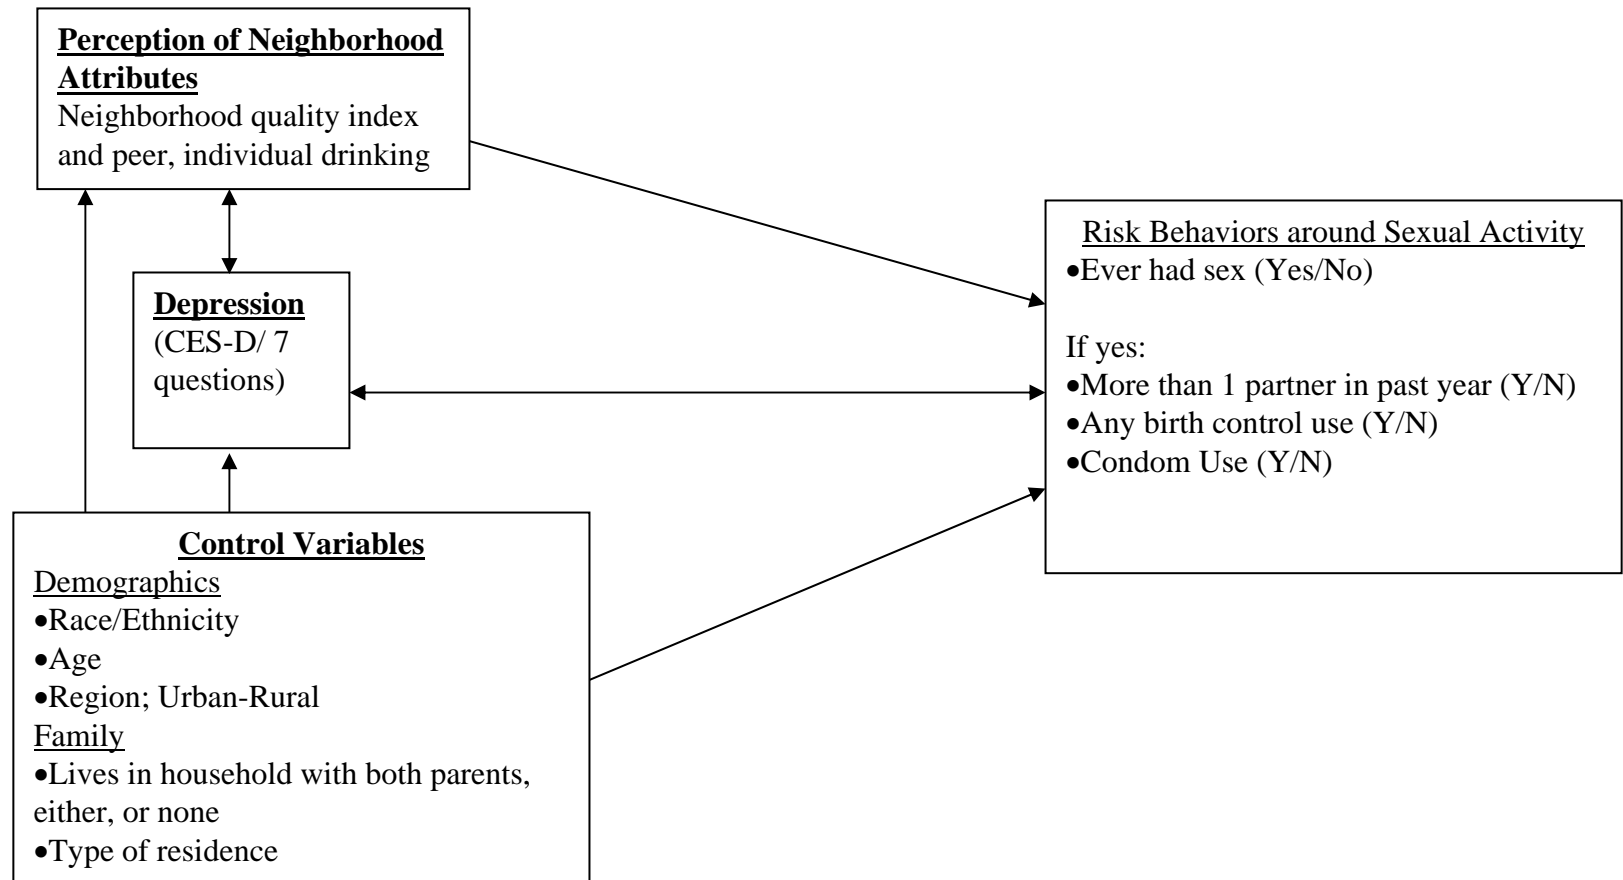 Perception of Neighborhood
Attributes
Neighborhood quality index
and peer, individual drinking
Depression
(CES-D/ 7
questions)
Risk Behaviors around Sexual Activity
•Ever had sex (Yes/No)
If yes:
•More than 1 partner in past year (Y/N)
•Any birth control use (Y/N)
•Condom Use (Y/N)
Control Variables
Demographics
•Race/Ethnicity
•Age
•Region; Urban-Rural
Family
•Lives in household with both parents,
either, or none
•Type of residence